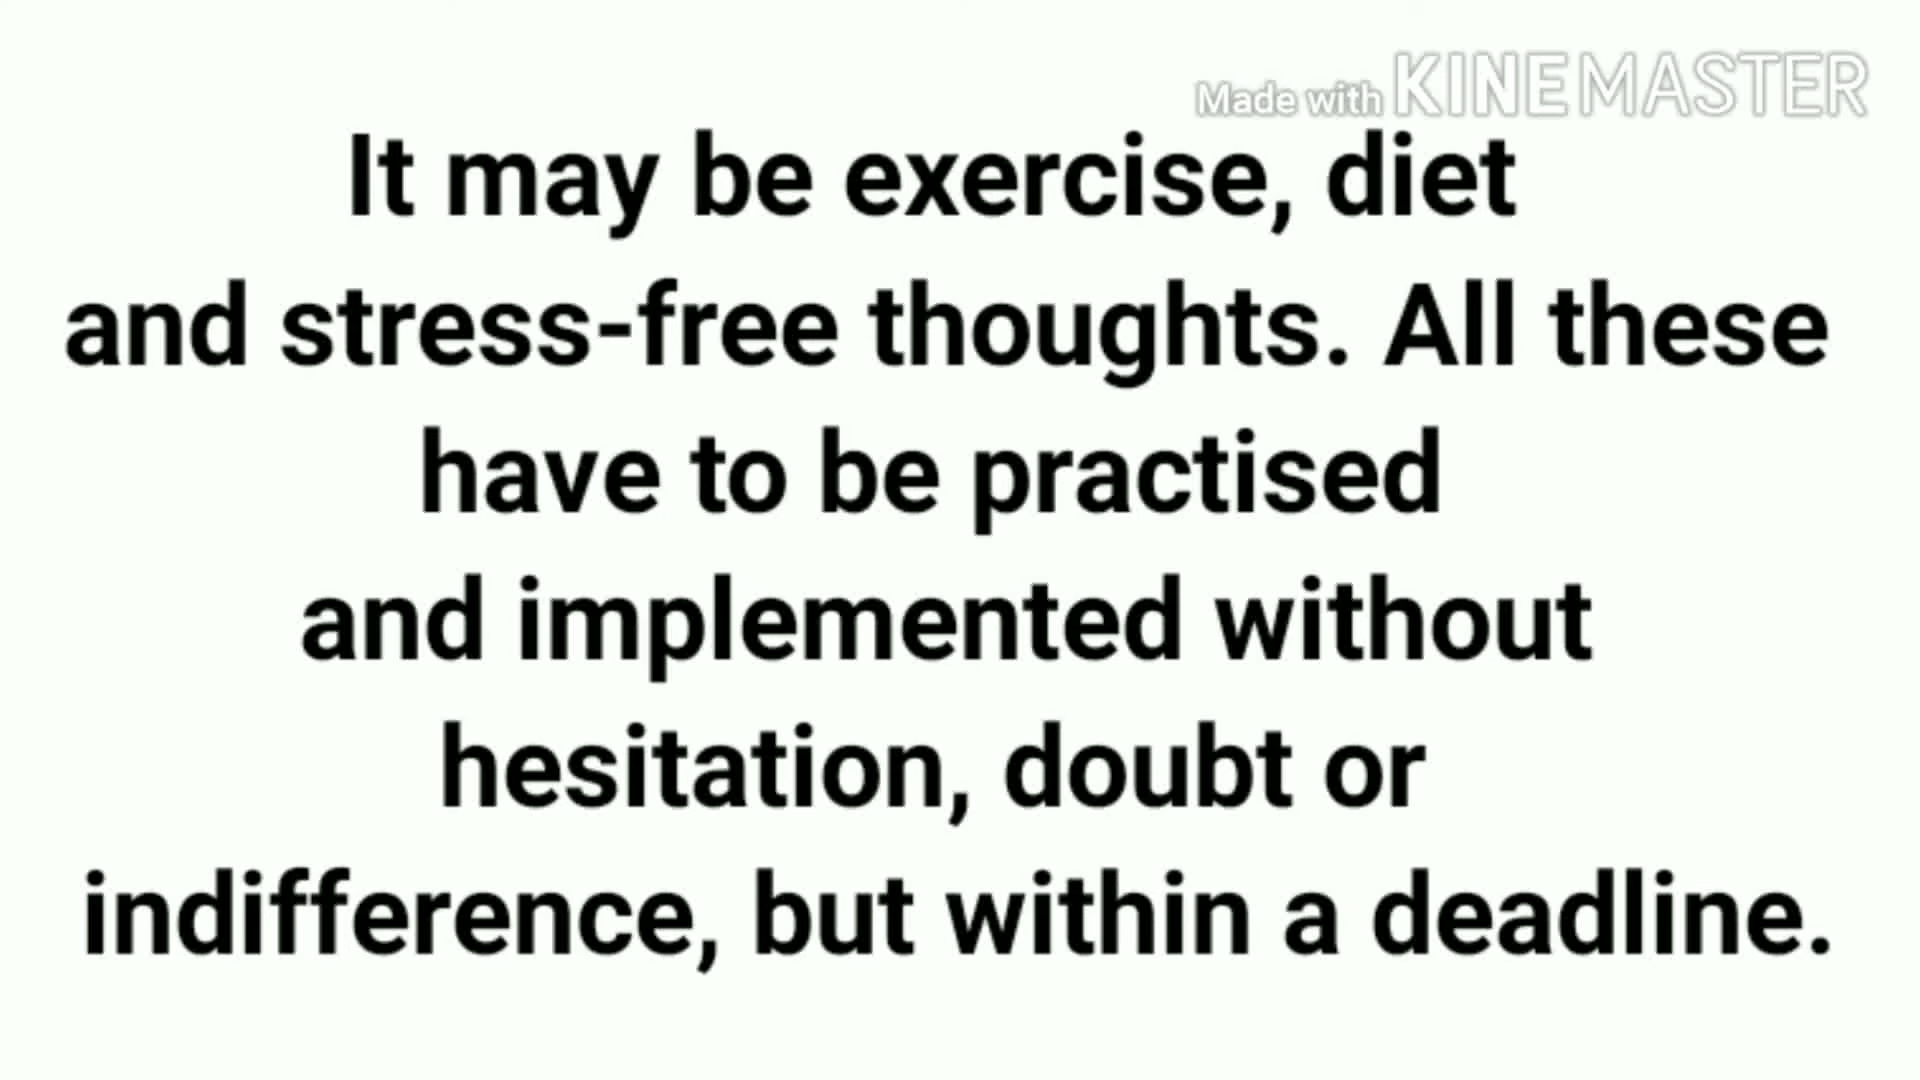 Made with KINEMASTER
It may be exercise, diet
and stress-free thoughts. All these
have to be practised
and implemented without
hesitation, doubt or
indifference, but within a deadline.